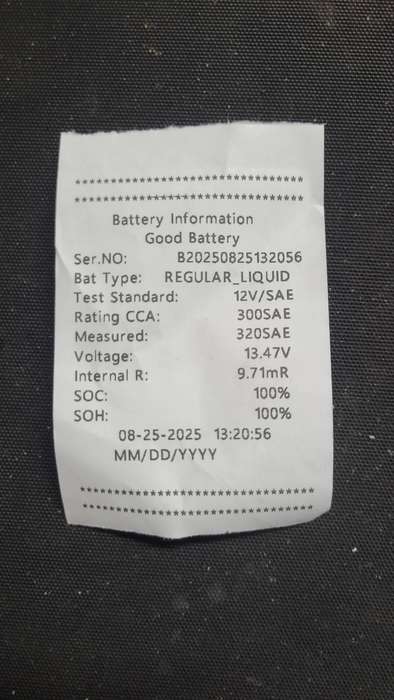 ******************************
******************************
Battery Information
Good Battery
Ser.NO: B20250825132056
Bat Type: REGULAR_LIQUID
Test Standard: 12V/SAE
Rating CCA: 300SAE
Measured: 320SAE
Voltage: 13.47V
Internal R: 9.71mR
SOC: 100%
SOH: 100%
08-25-2025 13:20:56
MM/DD/YYYY
******************************
******************************